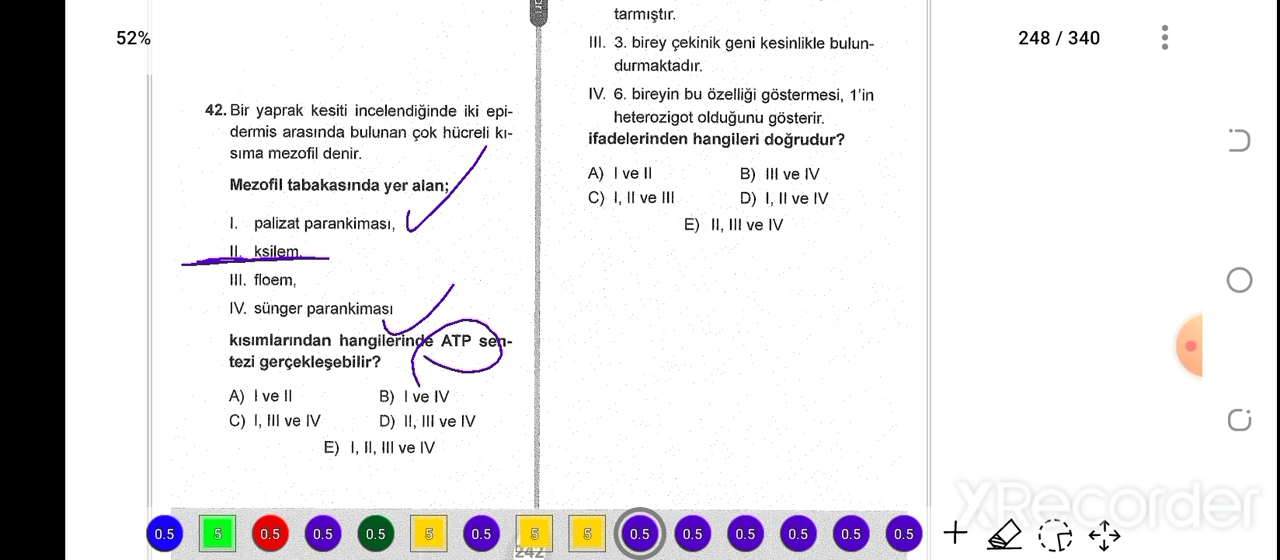 52%
248 / 340
42. Bir yaprak kesiti incelendiğinde iki epi-
dermis arasında bulunan çok hücreli kı-
sıma mezofil denir.
Mezofil tabakasında yer alan;
I. palizat parankiması,
II. ksilem,
III. floem,
IV. sünger parankiması
kısımlarından hangilerinde ATP sen-
tezi gerçekleşebilir?
A) I ve II B) I ve IV
C) I, III ve IV D) II, III ve IV
E) I, II, III ve IV
tarmıştır.
III. 3. birey çekinik geni kesinlikle bulun-
durmaktadır.
IV. 6. bireyin bu özelliği göstermesi, 1'in
heterozigot olduğunu gösterir.
ifadelerinden hangileri doğrudur?
A) I ve II B) III ve IV
C) I, II ve III D) I, II ve IV
E) II, III ve IV
XRecorder
0.5 5 0.5 0.5 0.5 5 0.5 5 5 0.5 0.5 0.5 0.5 0.5 0.5
242